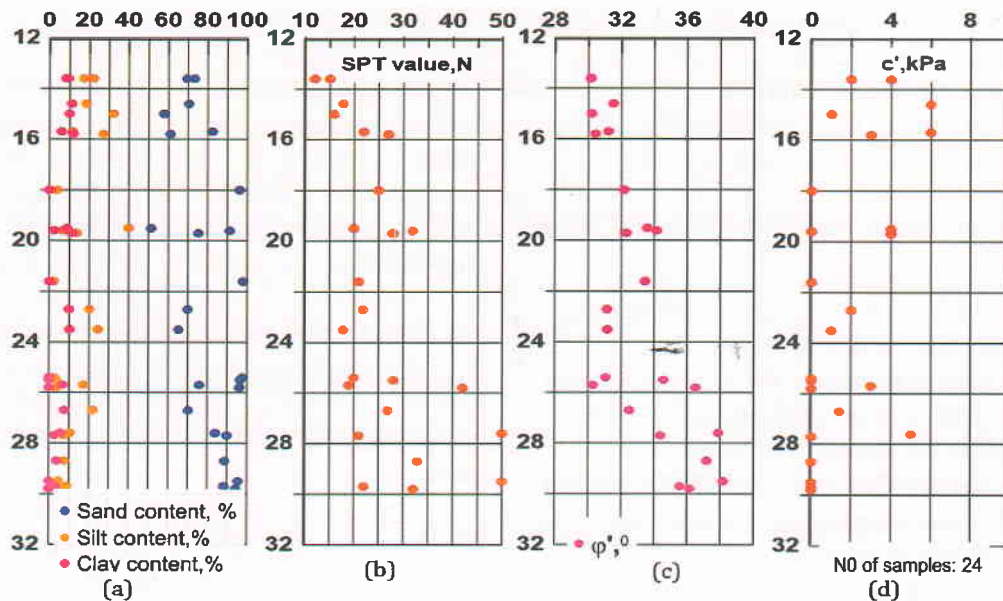 0 20 40 60 80 100
10 20 30 40 50
28 32 36 40
0 4 8
12
12
12
12
SPT value,N
c',kPa
16
16
16
16
20
20
20
20
24
24
24
24
28
28
28
28
32
32
32
32
Sand content, %
Silt content,%
Clay content,%
φ',⁰
N0 of samples: 24
(a)
(b)
(c)
(d)